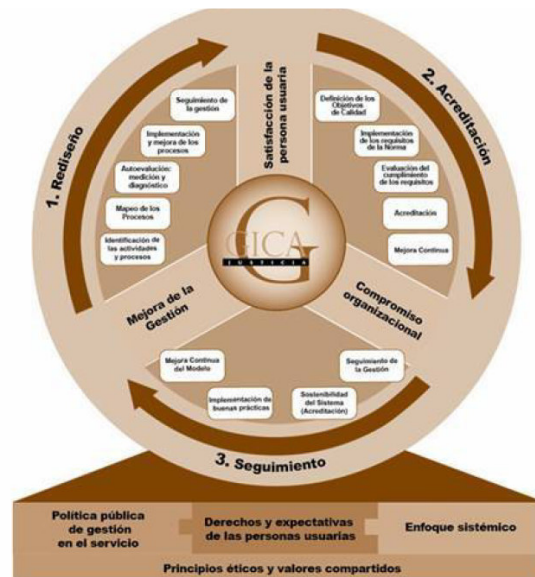 1. Rediseño
Seguimiento de
la gestión
Implementación
y mejora de los
procesos
Autoevalución:
medición y
diagnóstico
Mapeo de los
Procesos
Identificación de
las actividades
y procesos
Satisfacción de la
persona usuaria
2. Acreditación
Definición de los
Objetivos
de Calidad
Implementación
de los requisitos
de la Norma
Evaluación del
cumplimiento
de los requisitos
Acreditación
Mejora Continua
G
GICA
JUSTICIA
Mejora de la
Gestión
Compromiso
organizacional
Mejora Continua
del Modelo
Implementación de
buenas prácticas
Sostenibilidad
del Sistema
(Acreditación)
Seguimiento de
la Gestión
3. Seguimiento
Política pública
de gestión
en el servicio
Derechos y expectativas
de las personas usuarias
Enfoque sistémico
Principios éticos y valores compartidos